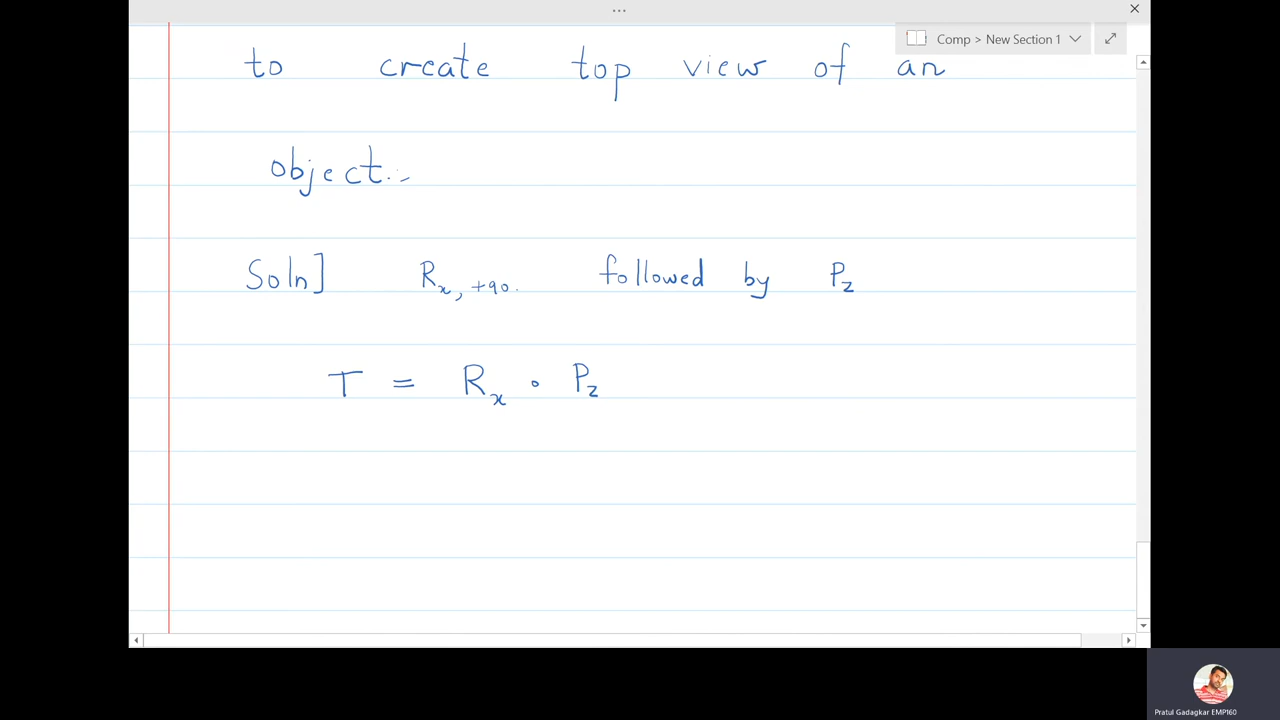 Comp > New Section 1
to create top view of an
object:-
Soln] Rx, +90. followed by Pz
T = Rx . Pz
Pratul Gadagkar EMP160